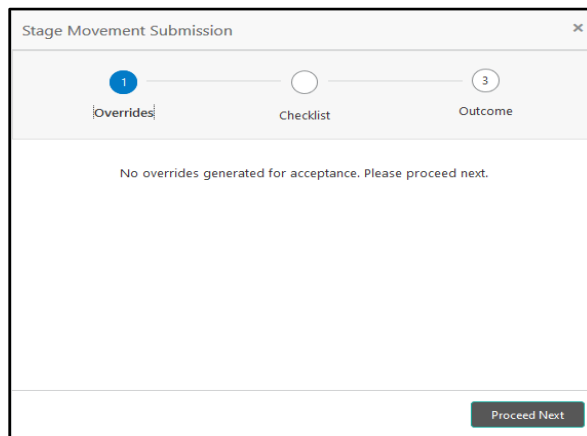 Stage Movement Submission ×
1 3
Overrides Checklist Outcome
No overrides generated for acceptance. Please proceed next.
Proceed Next